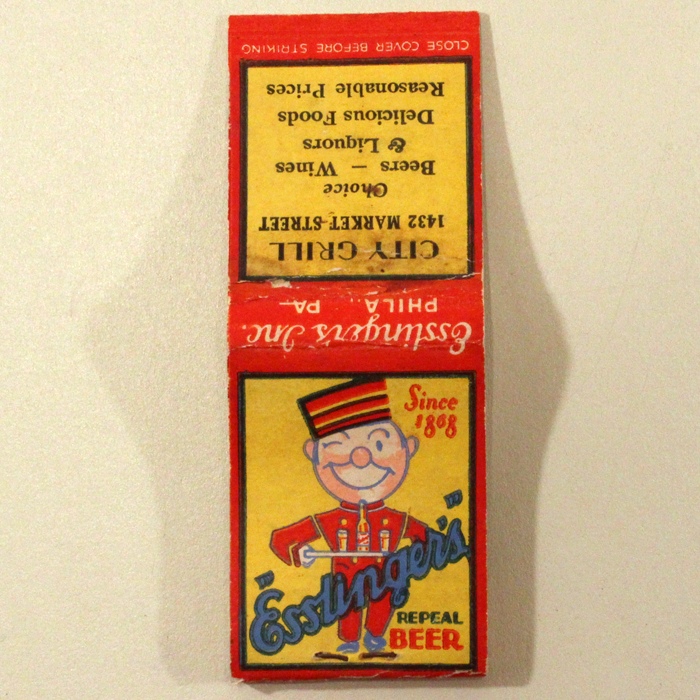 Since
1868
"Esslinger's"
REPEAL
BEER
Esslinger's Inc.
PHILA., PA.
CITY GRILL
1432 MARKET STREET
Choice
Beers — Wines
& Liquors
Delicious Foods
Reasonable Prices
CLOSE COVER BEFORE STRIKING